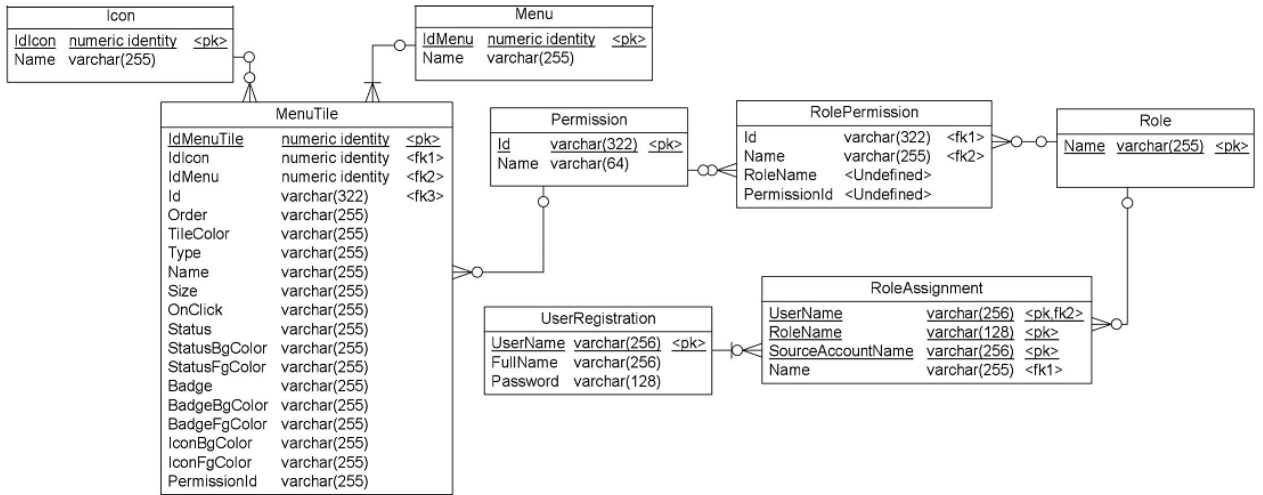 Icon
IdIcon numeric identity <pk>
Name varchar(255)
Menu
IdMenu numeric identity <pk>
Name varchar(255)
MenuTile
IdMenuTile numeric identity <pk>
IdIcon numeric identity <fk1>
IdMenu numeric identity <fk2>
Id varchar(322) <fk3>
Order varchar(255)
TileColor varchar(255)
Type varchar(255)
Name varchar(255)
Size varchar(255)
OnClick varchar(255)
Status varchar(255)
StatusBgColor varchar(255)
StatusFgColor varchar(255)
Badge varchar(255)
BadgeBgColor varchar(255)
BadgeFgColor varchar(255)
IconBgColor varchar(255)
IconFgColor varchar(255)
PermissionId varchar(255)
Permission
Id varchar(322) <pk>
Name varchar(64)
RolePermission
Id varchar(322) <fk1>
Name varchar(255) <fk2>
RoleName <Undefined>
PermissionId <Undefined>
Role
Name varchar(255) <pk>
UserRegistration
UserName varchar(256) <pk>
FullName varchar(256)
Password varchar(128)
RoleAssignment
UserName varchar(256) <pk,fk2>
RoleName varchar(128) <pk>
SourceAccountName varchar(256) <pk>
Name varchar(255) <fk1>